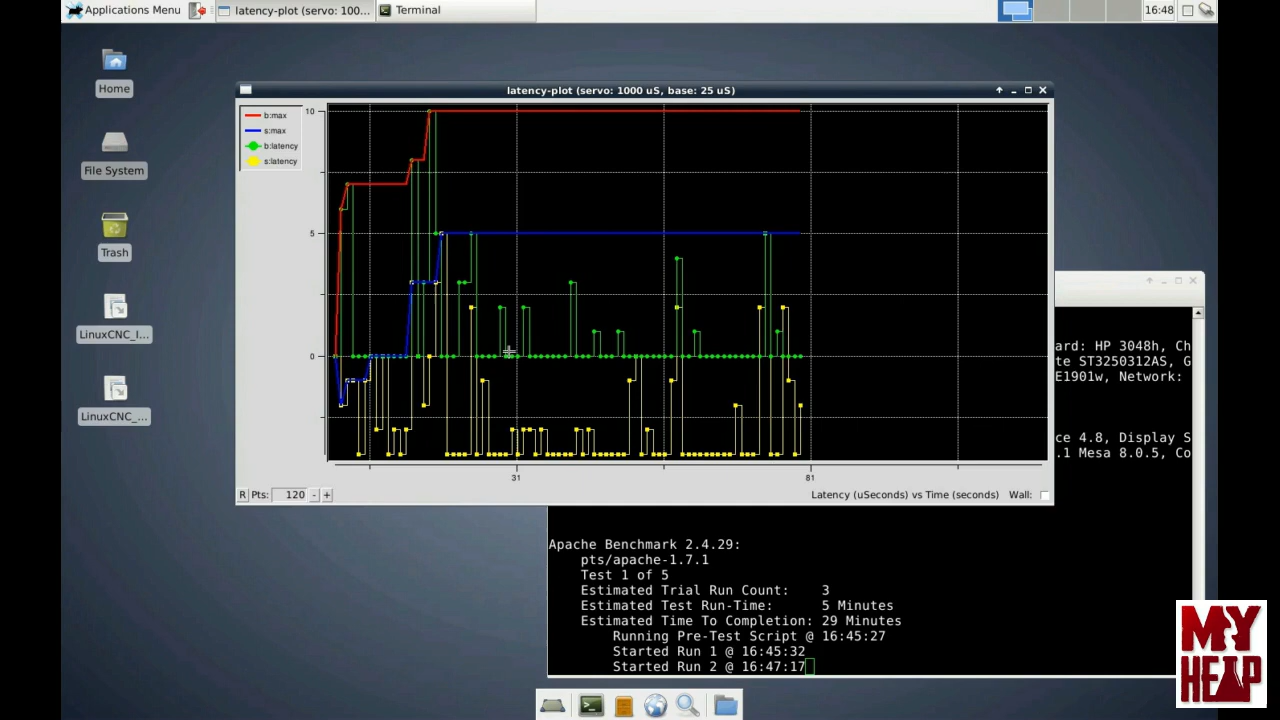 Applications Menu
latency-plot (servo: 100...
Terminal
16:48
Home
File System
Trash
LinuxCNC_I...
LinuxCNC_...
latency-plot (servo: 1000 uS, base: 25 uS)
b:max
s:max
b:latency
s:latency
10
5
0
31
81
R Pts: 120 - +
Latency (uSeconds) vs Time (seconds) Wall:
ard: HP 3048h, Ch
te ST3250312AS, G
E1901w, Network:
ce 4.8, Display S
.1 Mesa 8.0.5, Co
Apache Benchmark 2.4.29:
pts/apache-1.7.1
Test 1 of 5
Estimated Trial Run Count: 3
Estimated Test Run-Time: 5 Minutes
Estimated Time To Completion: 29 Minutes
Running Pre-Test Script @ 16:45:27
Started Run 1 @ 16:45:32
Started Run 2 @ 16:47:17
MY
HEAP